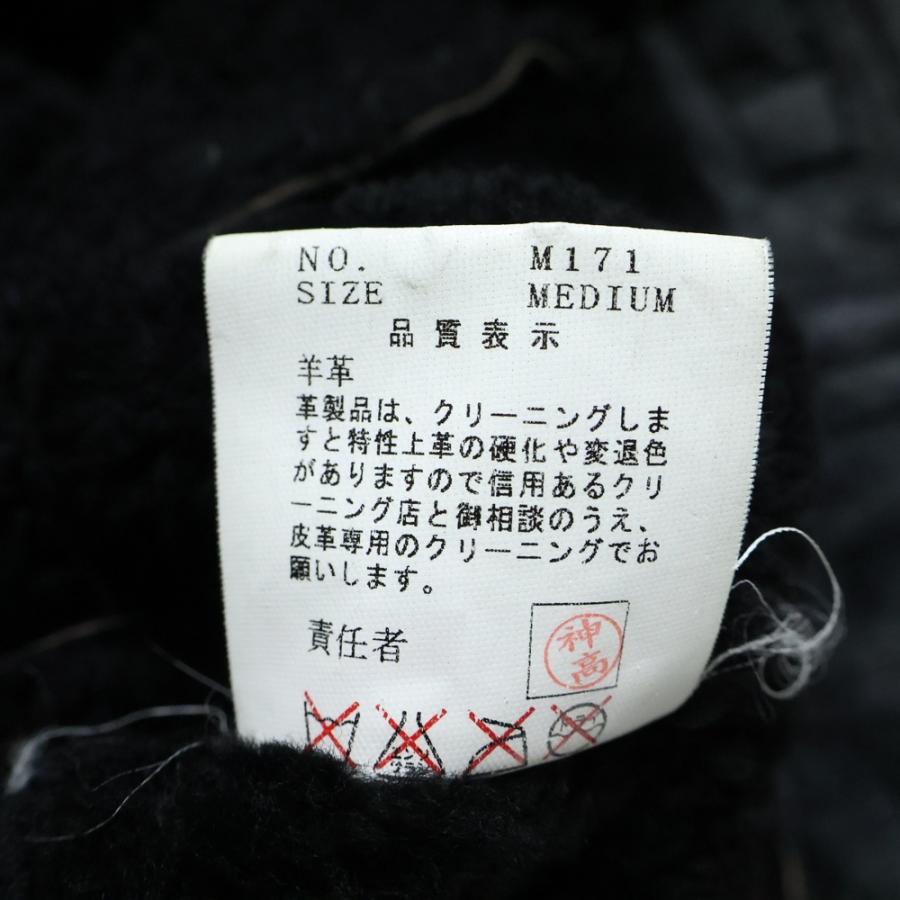 NO. M171
SIZE MEDIUM
品質表示
羊革
革製品は、クリーニングしま
すと特性上革の硬化や変退色
がありますので信用あるクリ
ーニング店と御相談のうえ、
皮革専用のクリーニングでお
願いします。
責任者 神高
ドライ